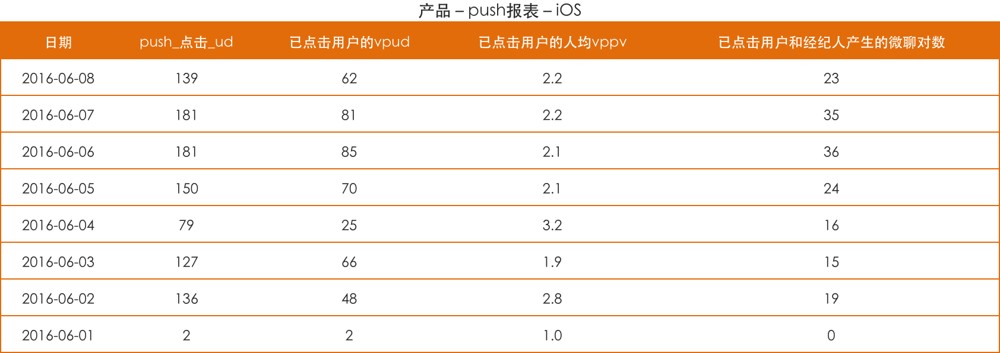 产品 – push报表 – iOS
日期 push_点击_ud 已点击用户的vpud 已点击用户的人均vppv 已点击用户和经纪人产生的微聊对数
2016-06-08 139 62 2.2 23
2016-06-07 181 81 2.2 35
2016-06-06 181 85 2.1 36
2016-06-05 150 70 2.1 24
2016-06-04 79 25 3.2 16
2016-06-03 127 66 1.9 15
2016-06-02 136 48 2.8 19
2016-06-01 2 2 1.0 0